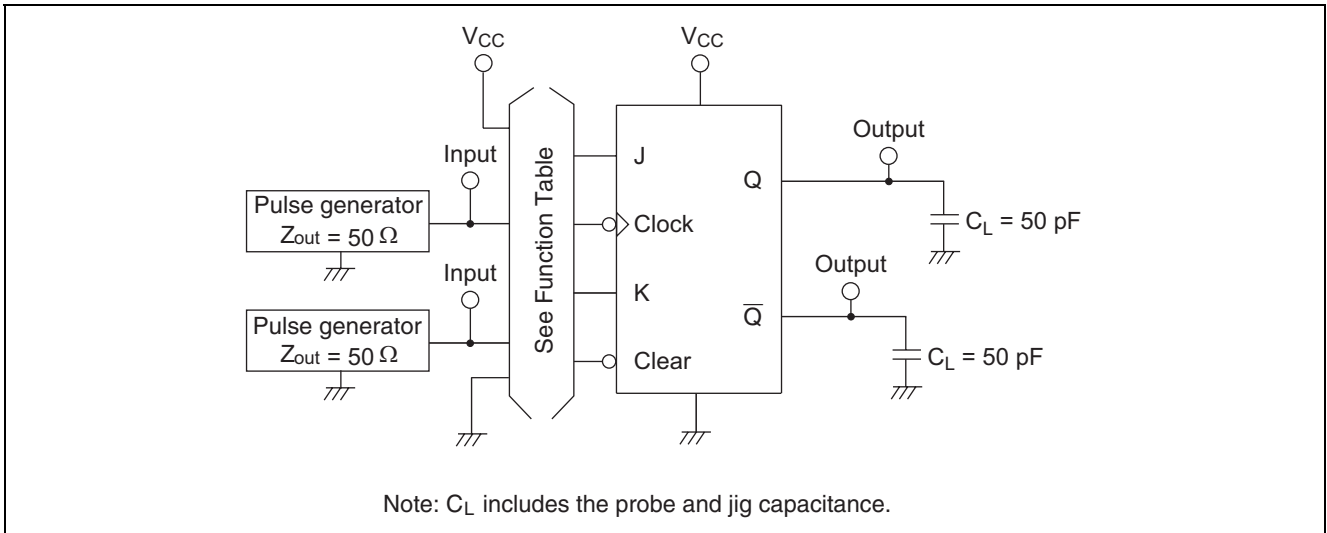 VCC
VCC
Input
Pulse generator
Zout = 50 Ω
Input
Pulse generator
Zout = 50 Ω
See Function Table
J
Clock
K
Clear
Q
Q̅
Output
CL = 50 pF
Output
CL = 50 pF
Note: CL includes the probe and jig capacitance.